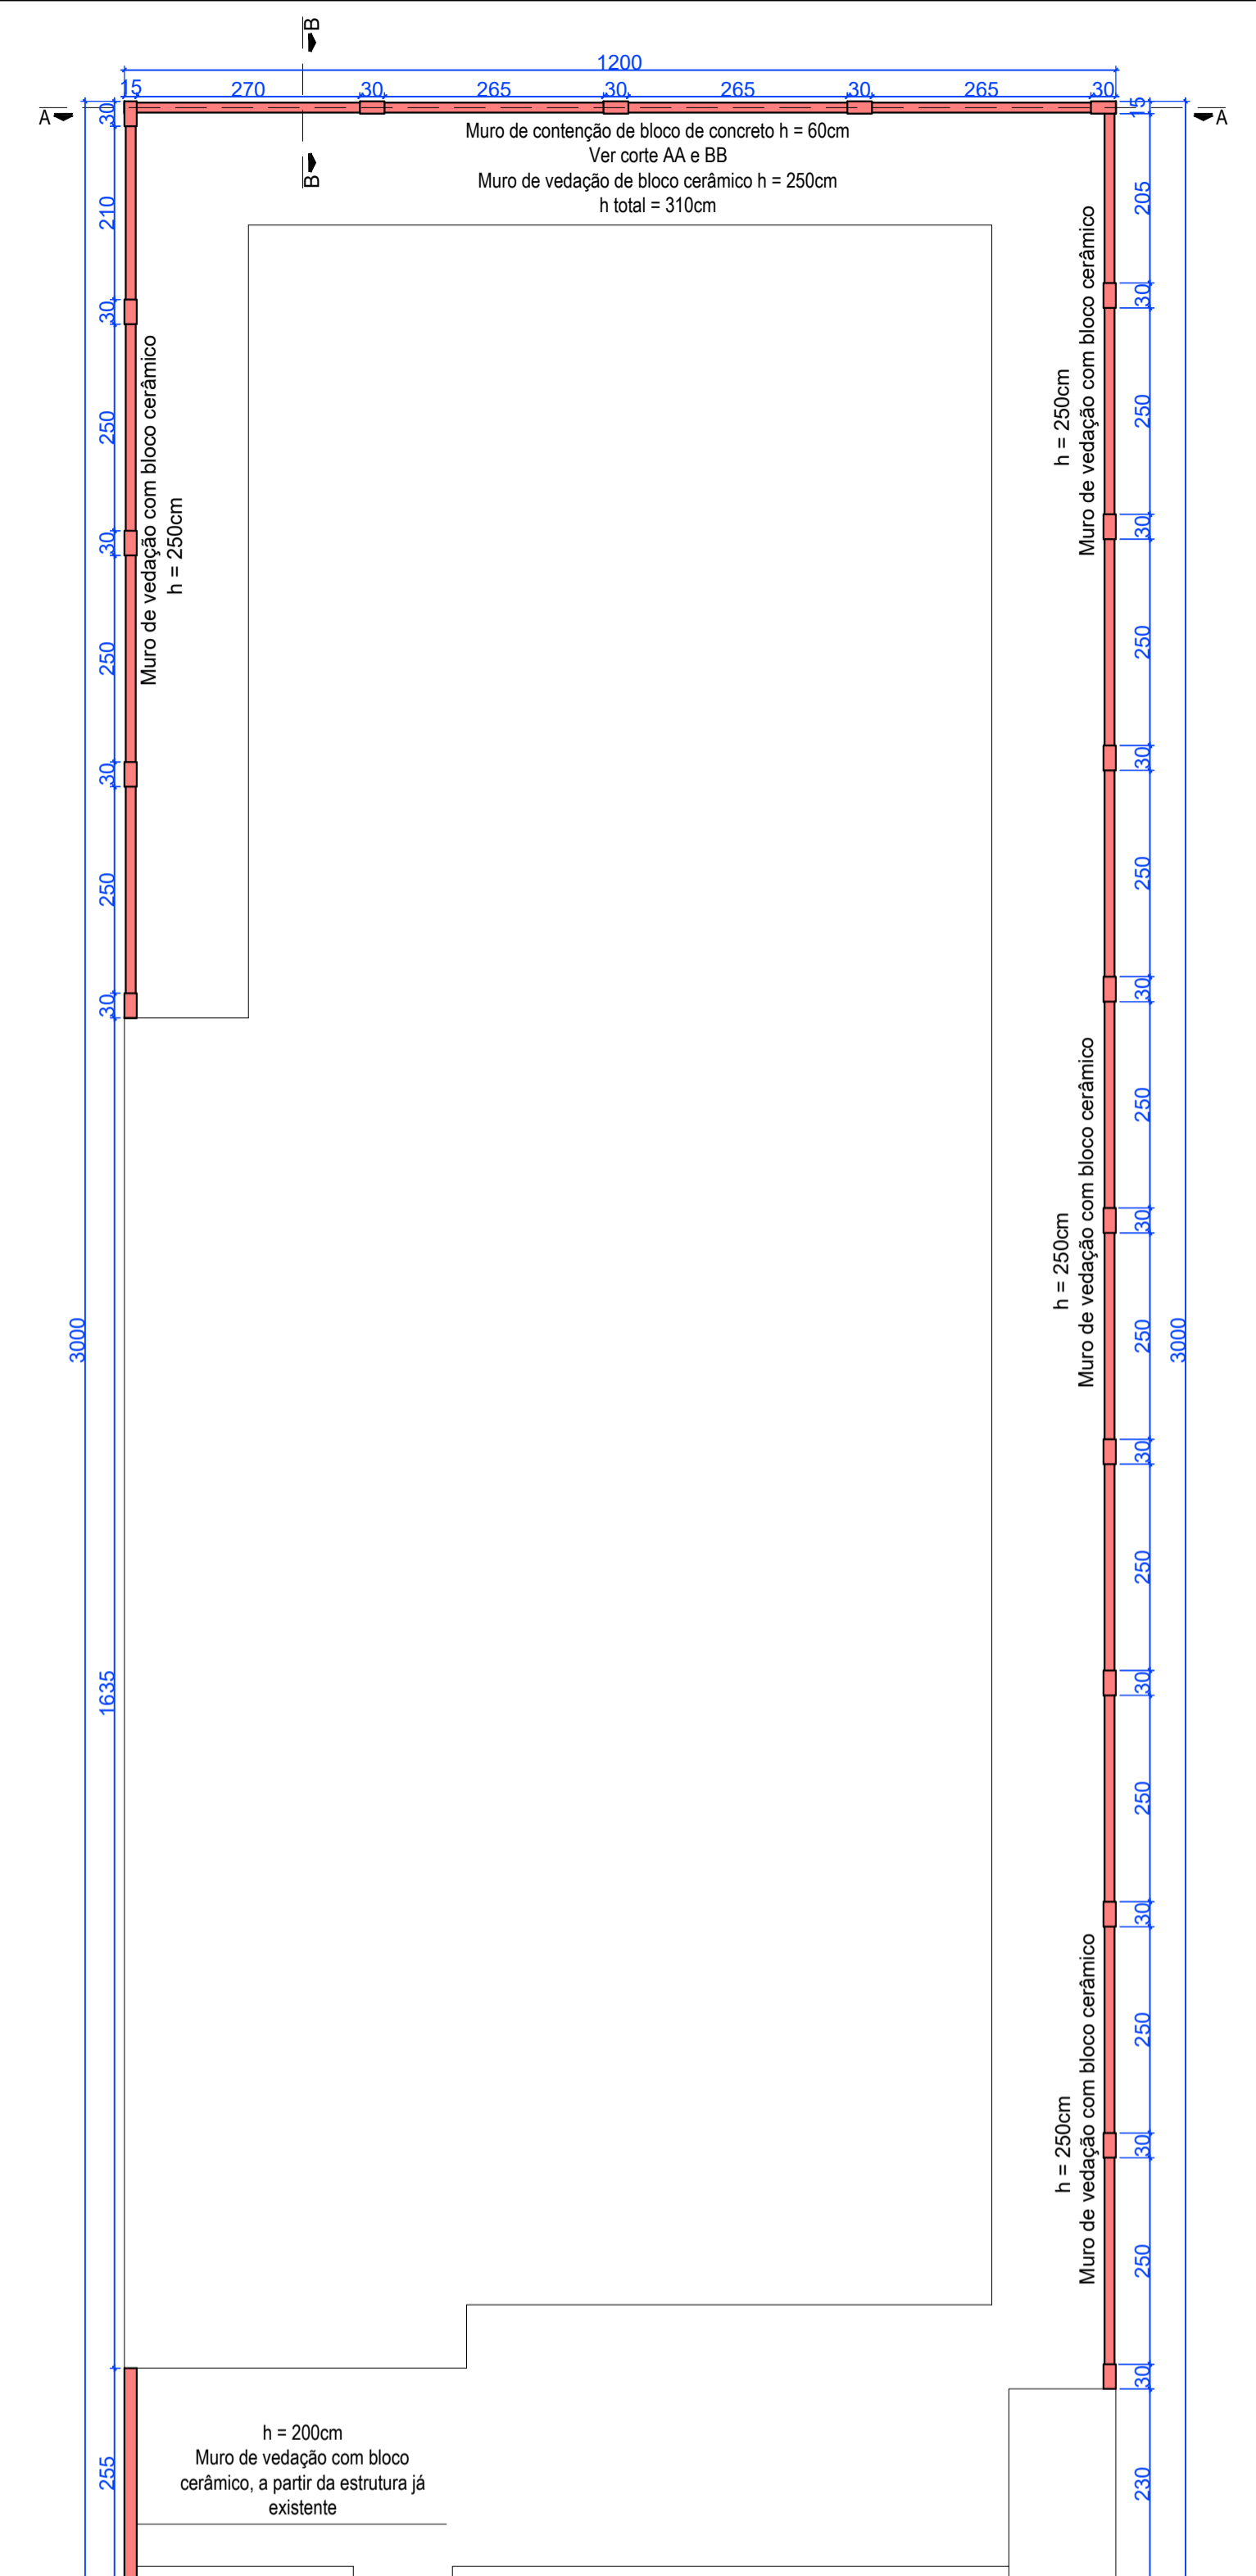 B
1200
15 270 30 265 30 265 30 265 30
A
A
B
Muro de contenção de bloco de concreto h = 60cm
Ver corte AA e BB
Muro de vedação de bloco cerâmico h = 250cm
h total = 310cm
30
210
30
250
30
250
30
250
30
1635
255
3000
Muro de vedação com bloco cerâmico
h = 250cm
h = 250cm
Muro de vedação com bloco cerâmico
h = 250cm
Muro de vedação com bloco cerâmico
h = 250cm
Muro de vedação com bloco cerâmico
15
205
30
250
30
250
30
250
30
250
30
250
30
250
30
250
30
250
30
250
30
230
3000
h = 200cm
Muro de vedação com bloco
cerâmico, a partir da estrutura já
existente